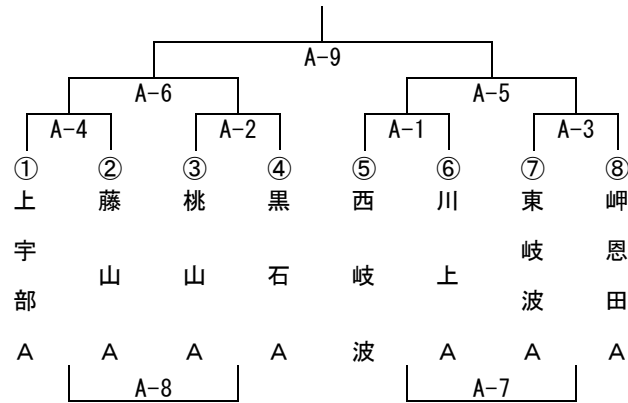 A-9
A-6 A-5
A-4 A-2 A-1 A-3
① ② ③ ④ ⑤ ⑥ ⑦ ⑧
上宇部A
藤山A
桃山A
黒石A
西岐波
川上A
東岐波A
岬恩田A
A-8 A-7